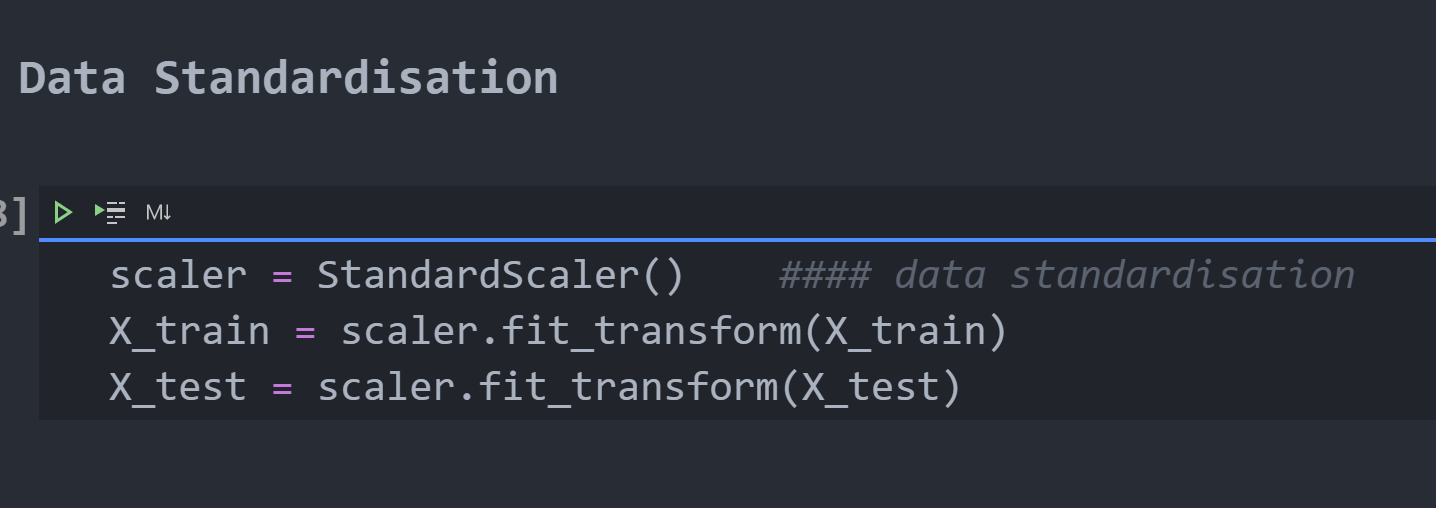 Data Standardisation
3]
M↓
scaler = StandardScaler()    #### data standardisation
X_train = scaler.fit_transform(X_train)
X_test = scaler.fit_transform(X_test)